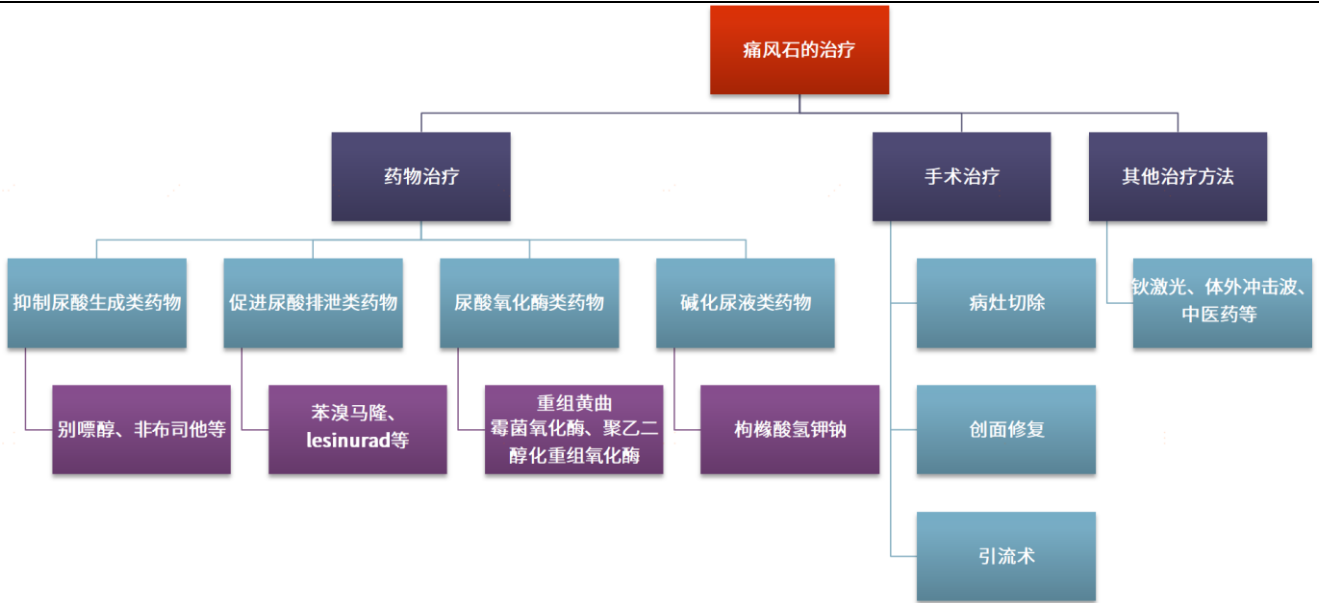 痛风石的治疗
药物治疗
手术治疗
其他治疗方法
抑制尿酸生成类药物
促进尿酸排泄类药物
尿酸氧化酶类药物
碱化尿液类药物
病灶切除
钬激光、体外冲击波、
中医药等
别嘌醇、非布司他等
苯溴马隆、
lesinurad等
重组黄曲
霉菌氧化酶、聚乙二
醇化重组氧化酶
枸橼酸氢钾钠
创面修复
引流术